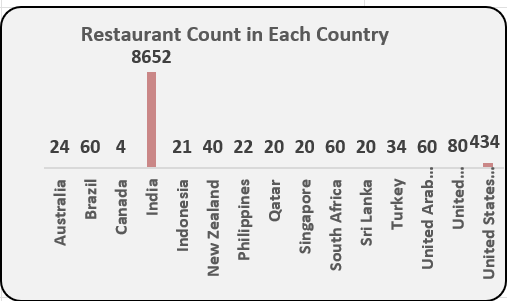 Restaurant Count in Each Country
8652
24 60 4 21 40 22 20 20 60 20 34 60 80 434
Australia
Brazil
Canada
India
Indonesia
New Zealand
Philippines
Qatar
Singapore
South Africa
Sri Lanka
Turkey
United Arab...
United...
United States...